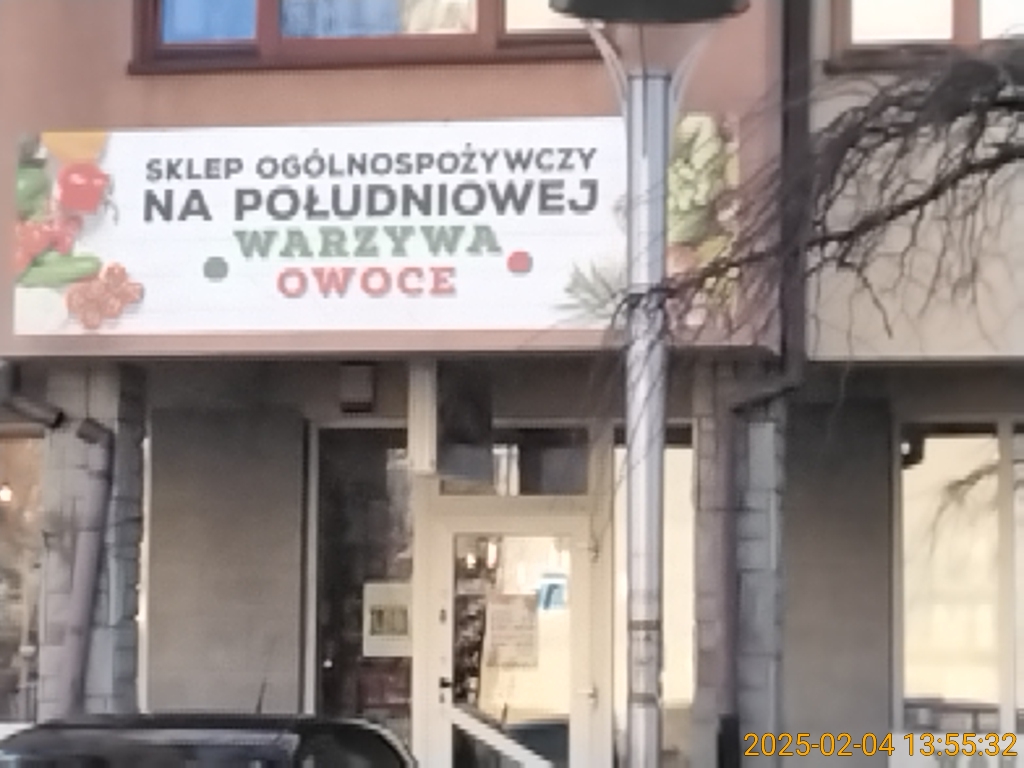 SKLEP OGÓLNOSPOŻYWCZY
NA POŁUDNIOWEJ
WARZYWA
OWOCE
2025-02-04 13:55:32